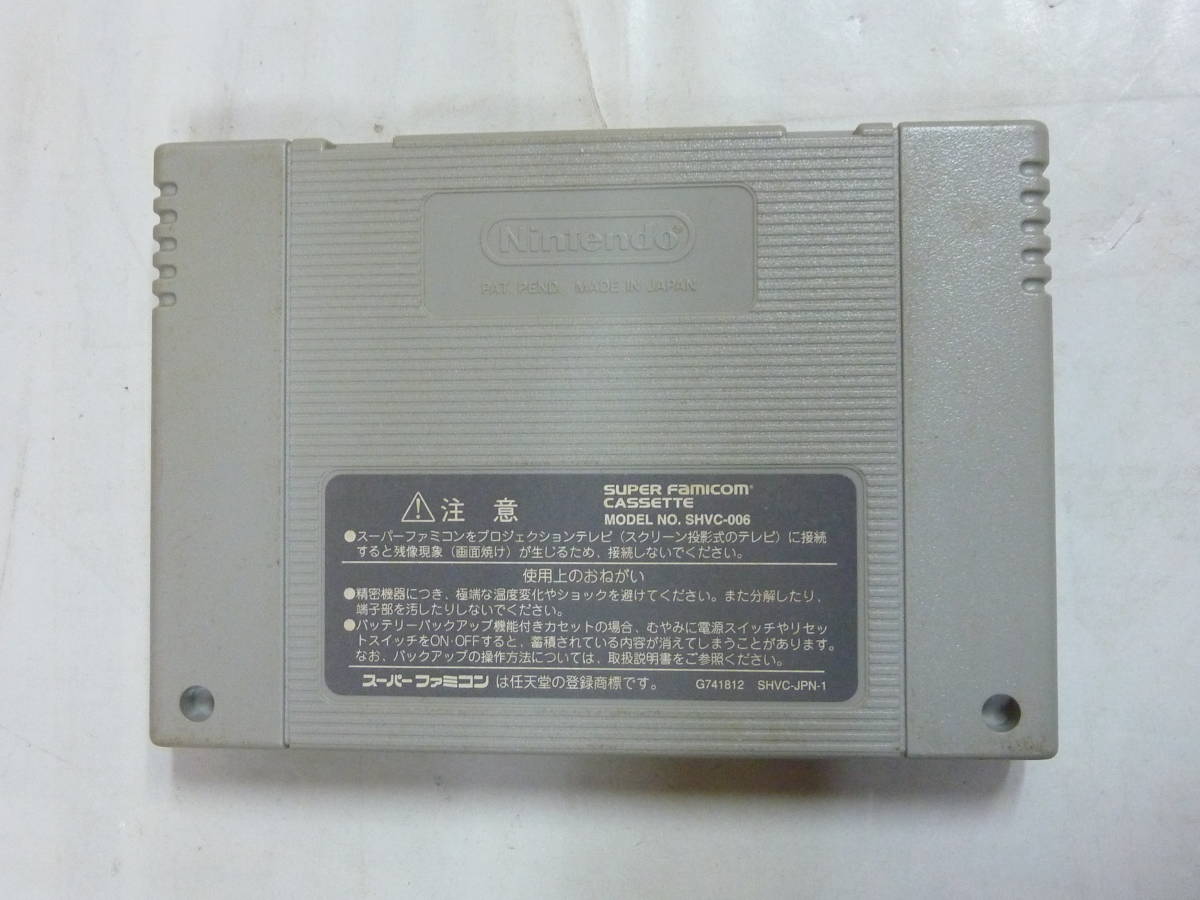 Nintendo®
PAT. PEND. MADE IN JAPAN
注意
SUPER FAMICOM®
CASSETTE
MODEL NO. SHVC-006
●スーパーファミコンをプロジェクションテレビ（スクリーン投影式のテレビ）に接続
すると残像現象（画面焼け）が生じるため、接続しないでください。
使用上のおねがい
●精密機器につき、極端な温度変化やショックを避けてください。また分解したり、
端子部を汚したりしないでください。
●バッテリーバックアップ機能付きカセットの場合、むやみに電源スイッチやリセッ
トスイッチをON・OFFすると、蓄積されている内容が消えてしまうことがあります。
なお、バックアップの操作方法については、取扱説明書をご参照ください。
スーパーファミコンは任天堂の登録商標です。 G741812 SHVC-JPN-1